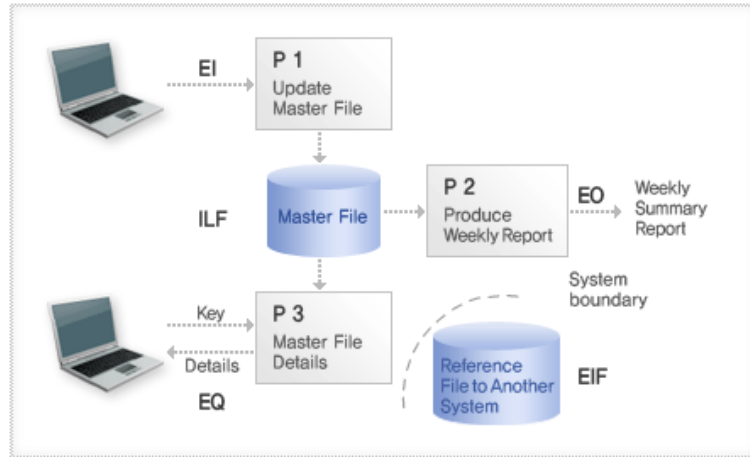 EI
P 1
Update
Master File
ILF
Master File
P 2
Produce
Weekly Report
EO
Weekly
Summary
Report
Key
Details
EQ
P 3
Master File
Details
System
boundary
Reference
File to Another
System
EIF